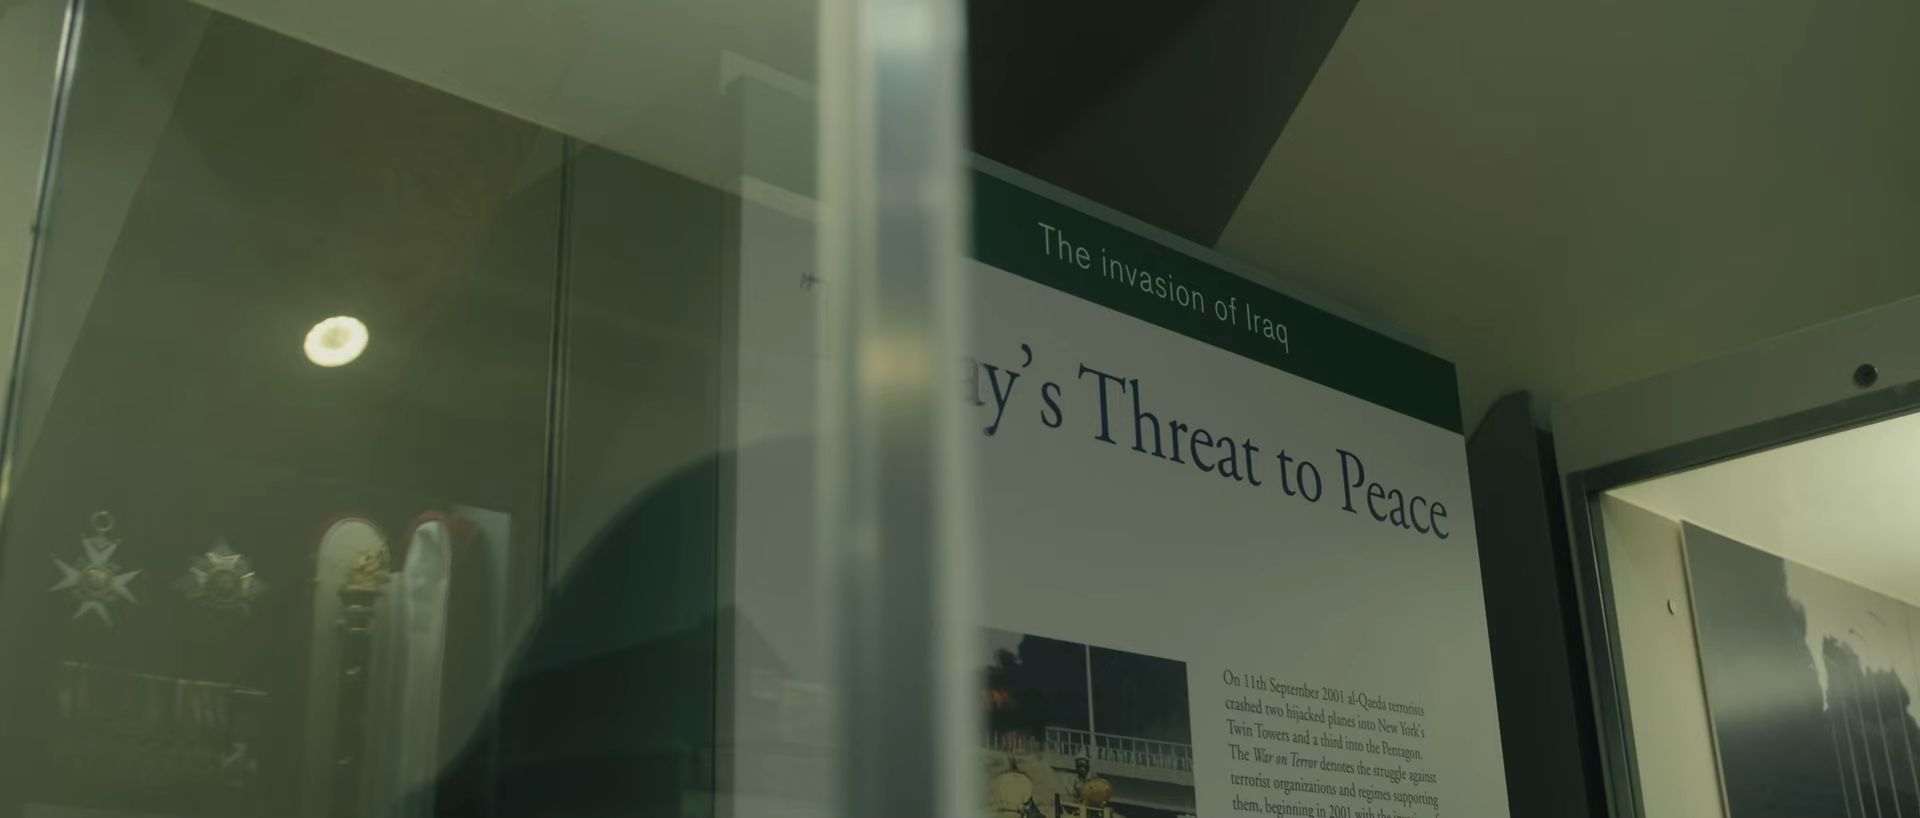 The invasion of Iraq
ay's Threat to Peace
On 11th September 2001 al-Qaeda terrorists
crashed two hijacked planes into New York's
Twin Towers and a third into the Pentagon.
The War on Terror denotes the struggle against
terrorist organizations and regimes supporting
them, beginning in 2001 with the